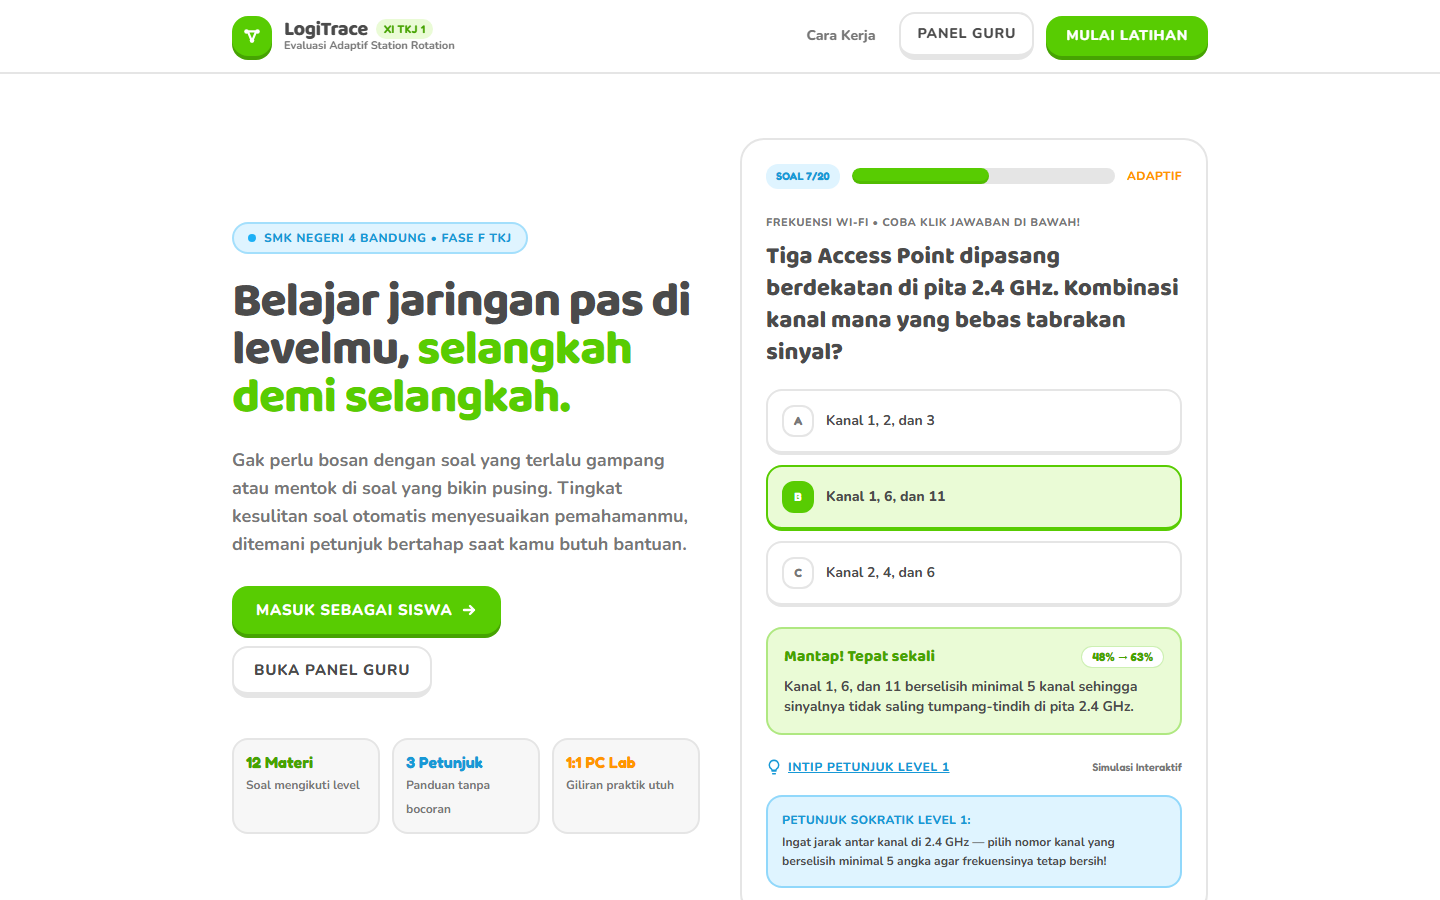 LogiTrace
XI TKJ 1
Evaluasi Adaptif Station Rotation
Cara Kerja
PANEL GURU
MULAI LATIHAN
SMK NEGERI 4 BANDUNG • FASE F TKJ
Belajar jaringan pas di
levelmu, selangkah
demi selangkah.
Gak perlu bosan dengan soal yang terlalu gampang
atau mentok di soal yang bikin pusing. Tingkat
kesulitan soal otomatis menyesuaikan pemahamanmu,
ditemani petunjuk bertahap saat kamu butuh bantuan.
MASUK SEBAGAI SISWA →
BUKA PANEL GURU
12 Materi
Soal mengikuti level
3 Petunjuk
Panduan tanpa
bocoran
1:1 PC Lab
Giliran praktik utuh
SOAL 7/20
ADAPTIF
FREKUENSI WI-FI • COBA KLIK JAWABAN DI BAWAH!
Tiga Access Point dipasang
berdekatan di pita 2.4 GHz. Kombinasi
kanal mana yang bebas tabrakan
sinyal?
A Kanal 1, 2, dan 3
B Kanal 1, 6, dan 11
C Kanal 2, 4, dan 6
Mantap! Tepat sekali
48% → 63%
Kanal 1, 6, dan 11 berselisih minimal 5 kanal sehingga
sinyalnya tidak saling tumpang-tindih di pita 2.4 GHz.
INTIP PETUNJUK LEVEL 1
Simulasi Interaktif
PETUNJUK SOKRATIK LEVEL 1:
Ingat jarak antar kanal di 2.4 GHz — pilih nomor kanal yang
berselisih minimal 5 angka agar frekuensinya tetap bersih!